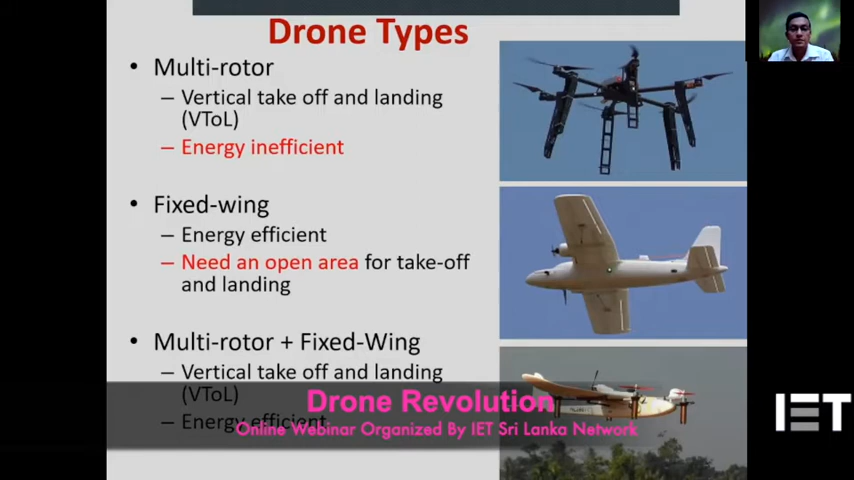 Drone Types
• Multi-rotor
– Vertical take off and landing
(VToL)
– Energy inefficient
• Fixed-wing
– Energy efficient
– Need an open area for take-off
and landing
• Multi-rotor + Fixed-Wing
– Vertical take off and landing
(VToL)
– Energy efficient
Drone Revolution
Online Webinar Organized By IET Sri Lanka Network
IET